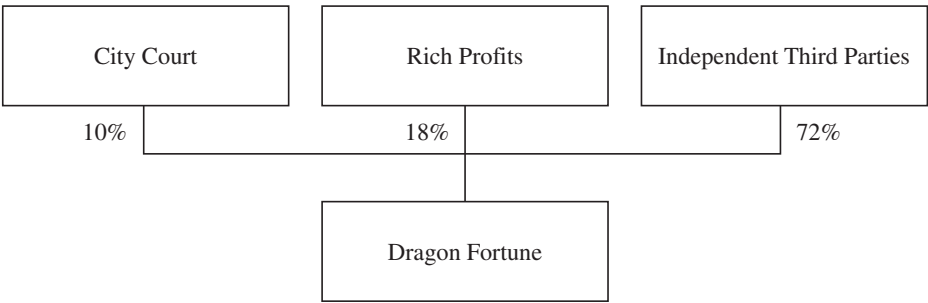 City Court
Rich Profits
Independent Third Parties
10%
18%
72%
Dragon Fortune